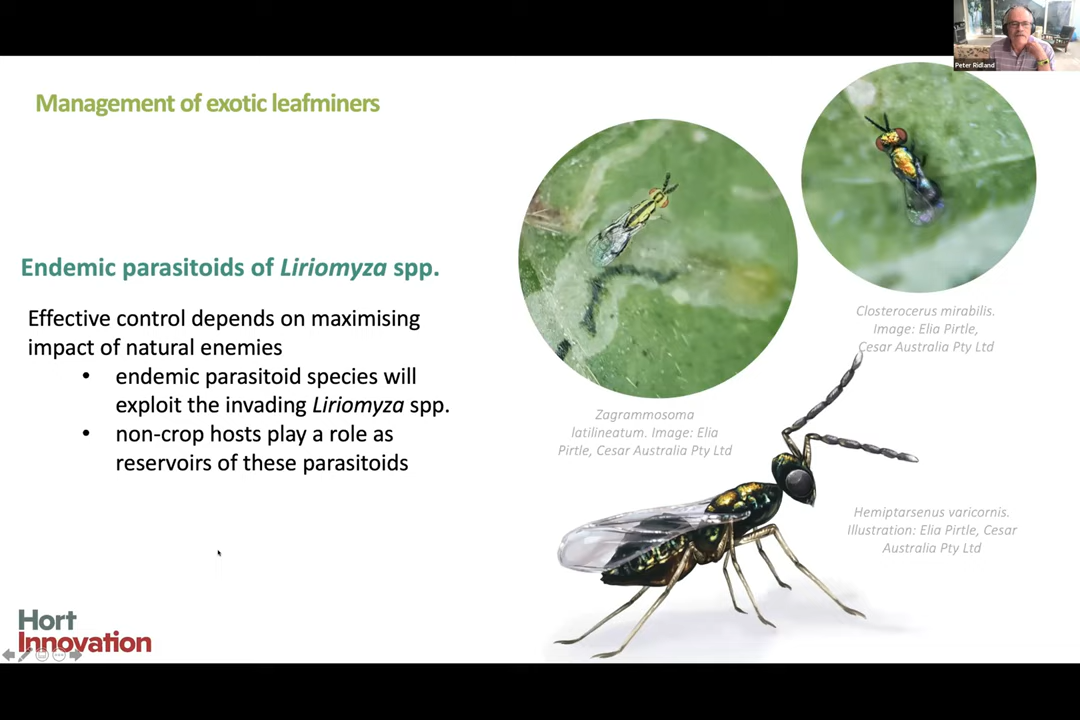 Peter Ridland
Management of exotic leafminers
Endemic parasitoids of Liriomyza spp.
Effective control depends on maximising
impact of natural enemies
• endemic parasitoid species will
exploit the invading Liriomyza spp.
• non-crop hosts play a role as
reservoirs of these parasitoids
Closterocerus mirabilis.
Image: Elia Pirtle,
Cesar Australia Pty Ltd
Zagrammosoma
latilineatum. Image: Elia
Pirtle, Cesar Australia Pty Ltd
Hemiptarsenus varicornis.
Illustration: Elia Pirtle, Cesar
Australia Pty Ltd
Hort
Innovation